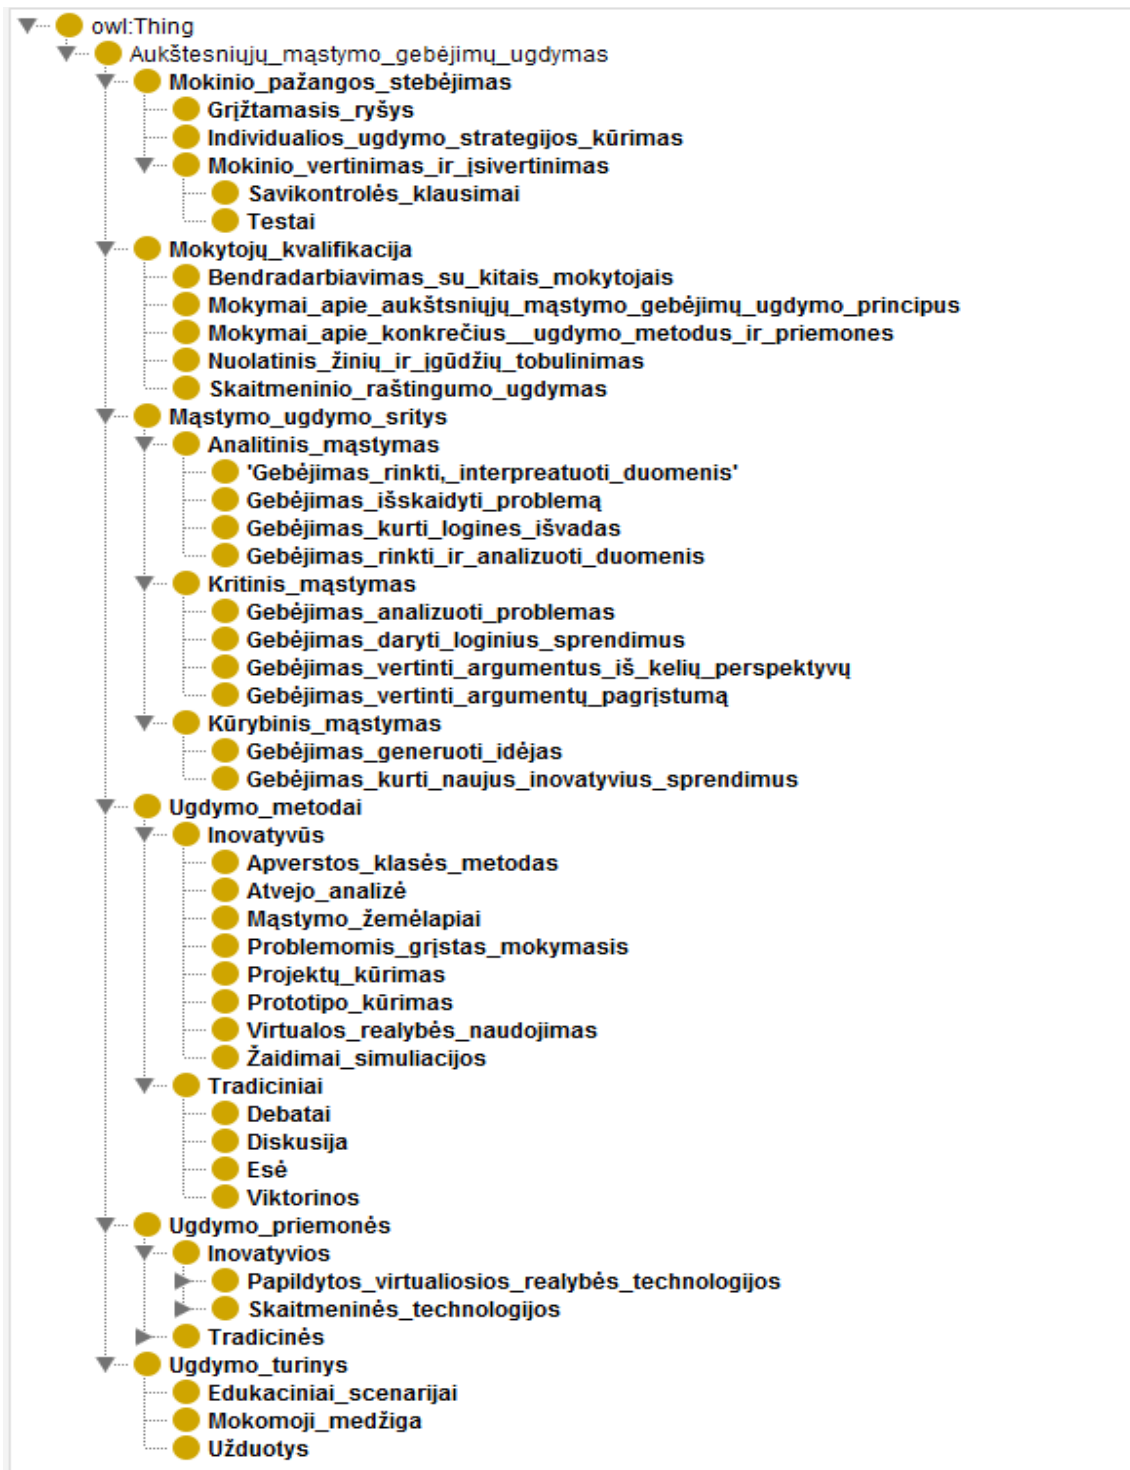 owl:Thing
Aukštesniųjų_mąstymo_gebėjimų_ugdymas
Mokinio_pažangos_stebėjimas
Grįžtamasis_ryšys
Individualios_ugdymo_strategijos_kūrimas
Mokinio_vertinimas_ir_įsivertinimas
Savikontrolės_klausimai
Testai
Mokytojų_kvalifikacija
Bendradarbiavimas_su_kitais_mokytojais
Mokymai_apie_aukštsniųjų_mąstymo_gebėjimų_ugdymo_principus
Mokymai_apie_konkrečius__ugdymo_metodus_ir_priemones
Nuolatinis_žinių_ir_įgūdžių_tobulinimas
Skaitmeninio_raštingumo_ugdymas
Mąstymo_ugdymo_sritys
Analitinis_mąstymas
'Gebėjimas_rinkti,_interpreatuoti_duomenis'
Gebėjimas_išskaidyti_problemą
Gebėjimas_kurti_logines_išvadas
Gebėjimas_rinkti_ir_analizuoti_duomenis
Kritinis_mąstymas
Gebėjimas_analizuoti_problemas
Gebėjimas_daryti_loginius_sprendimus
Gebėjimas_vertinti_argumentus_iš_kelių_perspektyvų
Gebėjimas_vertinti_argumentų_pagrįstumą
Kūrybinis_mąstymas
Gebėjimas_generuoti_idėjas
Gebėjimas_kurti_naujus_inovatyvius_sprendimus
Ugdymo_metodai
Inovatyvūs
Apverstos_klasės_metodas
Atvejo_analizė
Mąstymo_žemėlapiai
Problemomis_grįstas_mokymasis
Projektų_kūrimas
Prototipo_kūrimas
Virtualos_realybės_naudojimas
Žaidimai_simuliacijos
Tradiciniai
Debatai
Diskusija
Esė
Viktorinos
Ugdymo_priemonės
Inovatyvios
Papildytos_virtualiosios_realybės_technologijos
Skaitmeninės_technologijos
Tradicinės
Ugdymo_turinys
Edukaciniai_scenarijai
Mokomoji_medžiga
Užduotys